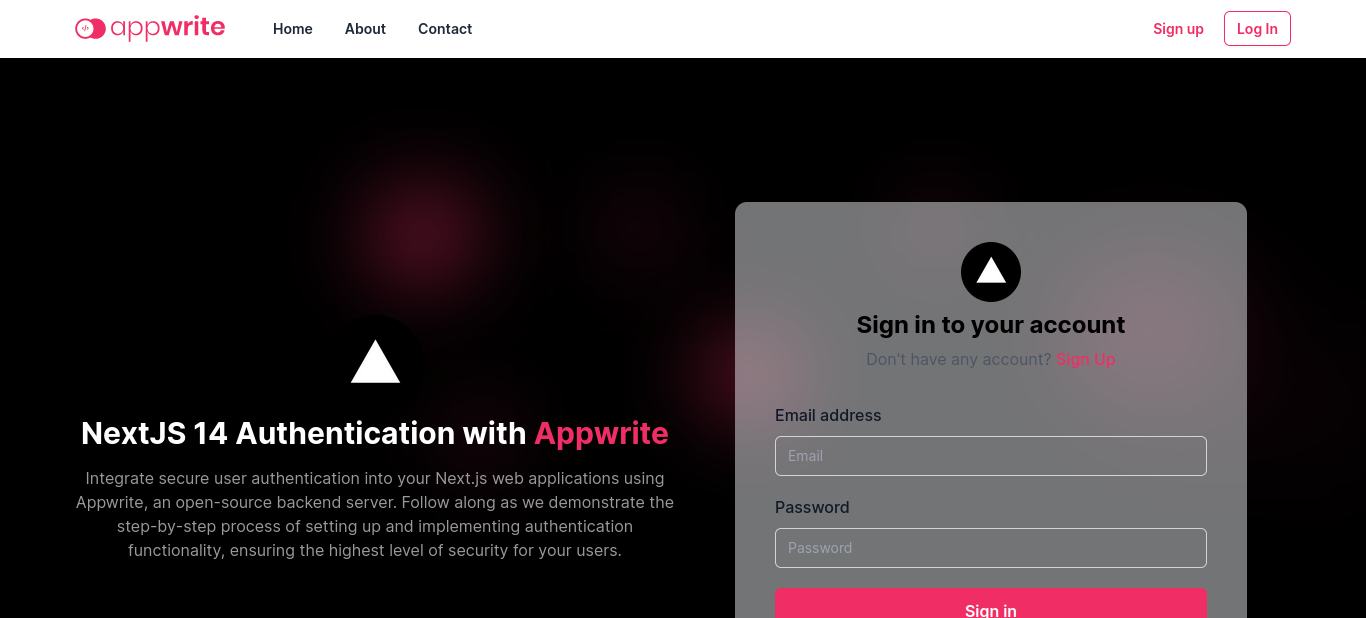 appwrite
Home About Contact
Sign up Log In
NextJS 14 Authentication with Appwrite
Integrate secure user authentication into your Next.js web applications using
Appwrite, an open-source backend server. Follow along as we demonstrate the
step-by-step process of setting up and implementing authentication
functionality, ensuring the highest level of security for your users.
Sign in to your account
Don't have any account? Sign Up
Email address
Email
Password
Password
Sign in